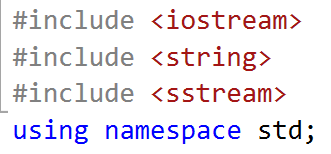 #include <iostream>
#include <string>
#include <sstream>
using namespace std;